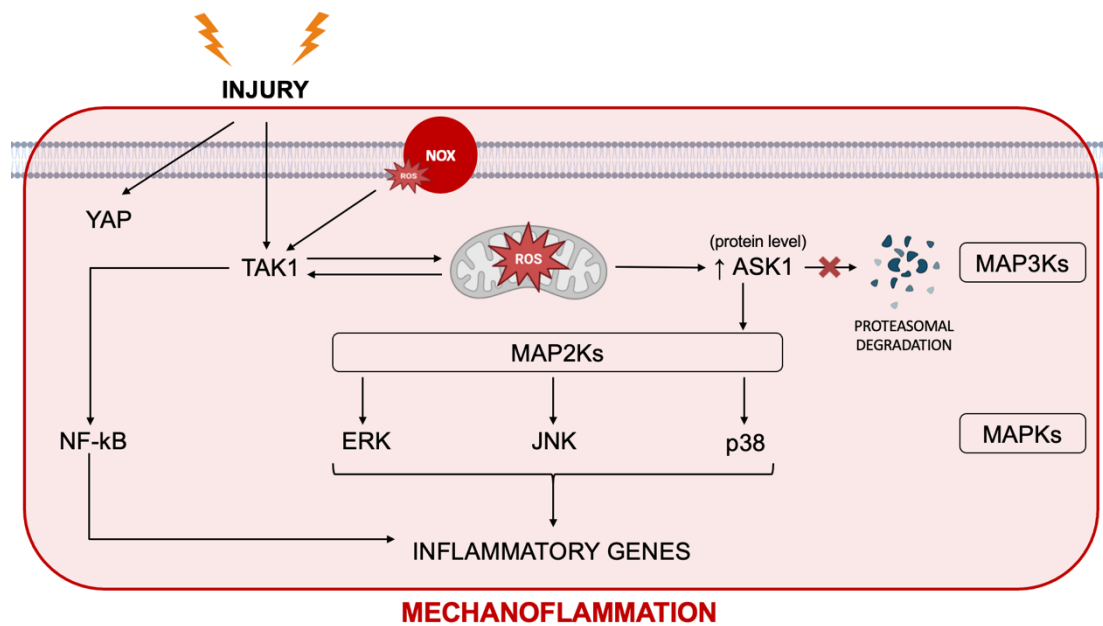 INJURY
NOX
ROS
YAP
(protein level)
TAK1
ROS
↑ ASK1
MAP3Ks
PROTEASOMAL
DEGRADATION
MAP2Ks
NF-kB
ERK
JNK
p38
MAPKs
INFLAMMATORY GENES
MECHANOFLAMMATION